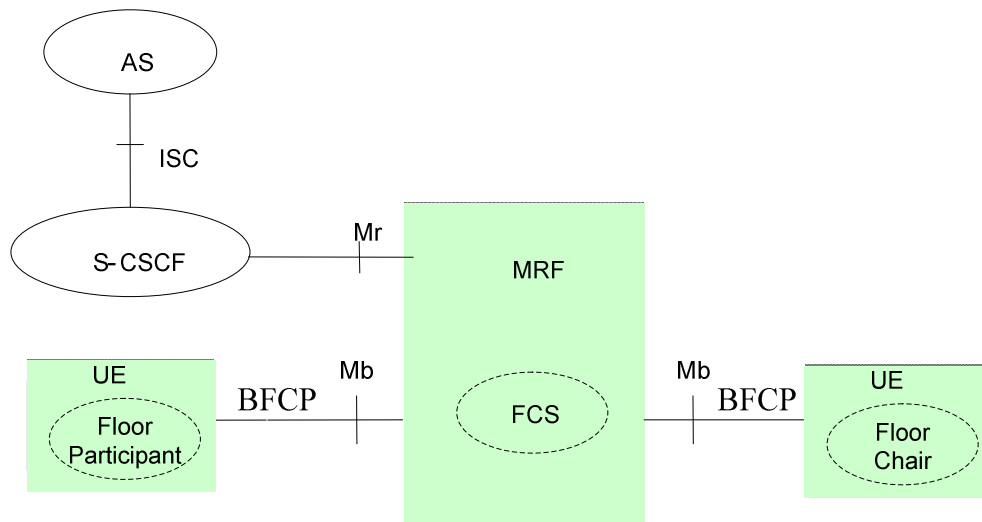 AS
ISC
S-CSCF
Mr
MRF
UE
Floor
Participant
BFCP
Mb
FCS
Mb
BFCP
UE
Floor
Chair